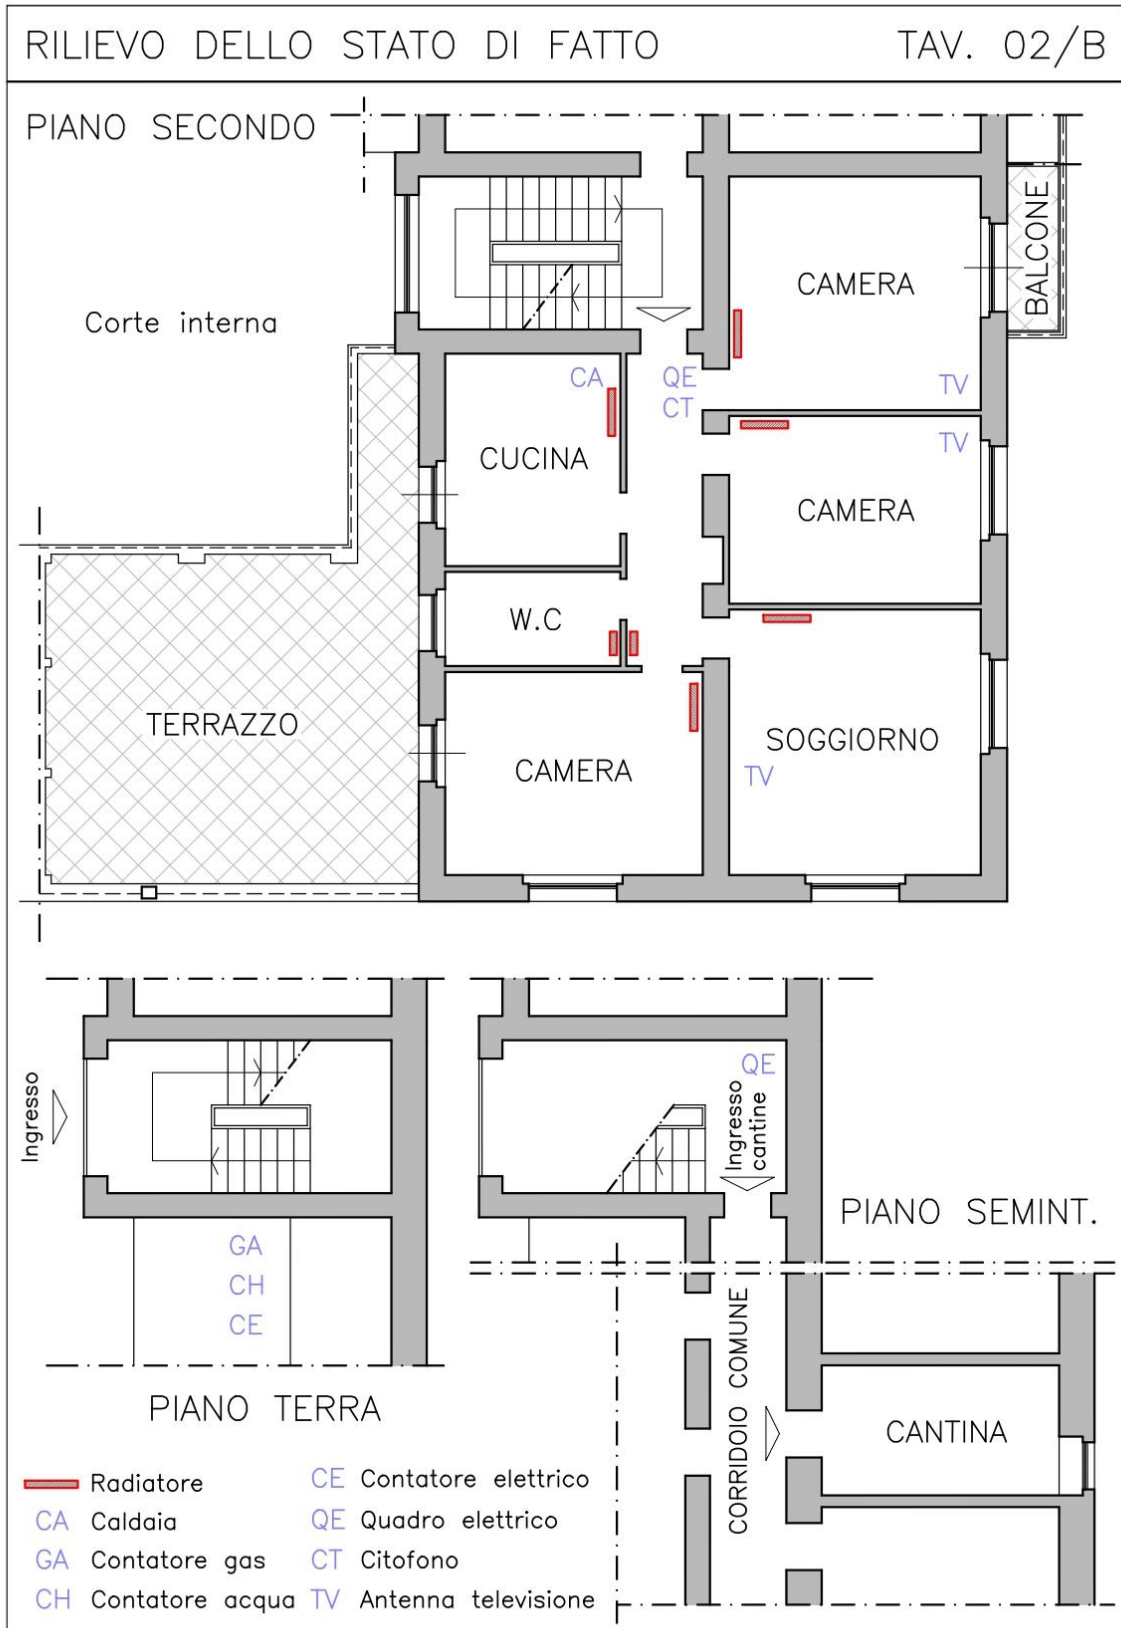 RILIEVO DELLO STATO DI FATTO TAV. 02/B
PIANO SECONDO
BALCONE
CAMERA
Corte interna
CA QE
CT
TV
TV
CUCINA
CAMERA
W.C
TERRAZZO
SOGGIORNO
CAMERA
TV
QE
Ingresso
Ingresso
cantine
PIANO SEMINT.
GA
CH
CE
CORRIDOIO COMUNE
PIANO TERRA
CANTINA
Radiatore
CA Caldaia
GA Contatore gas
CH Contatore acqua
CE Contatore elettrico
QE Quadro elettrico
CT Citofono
TV Antenna televisione